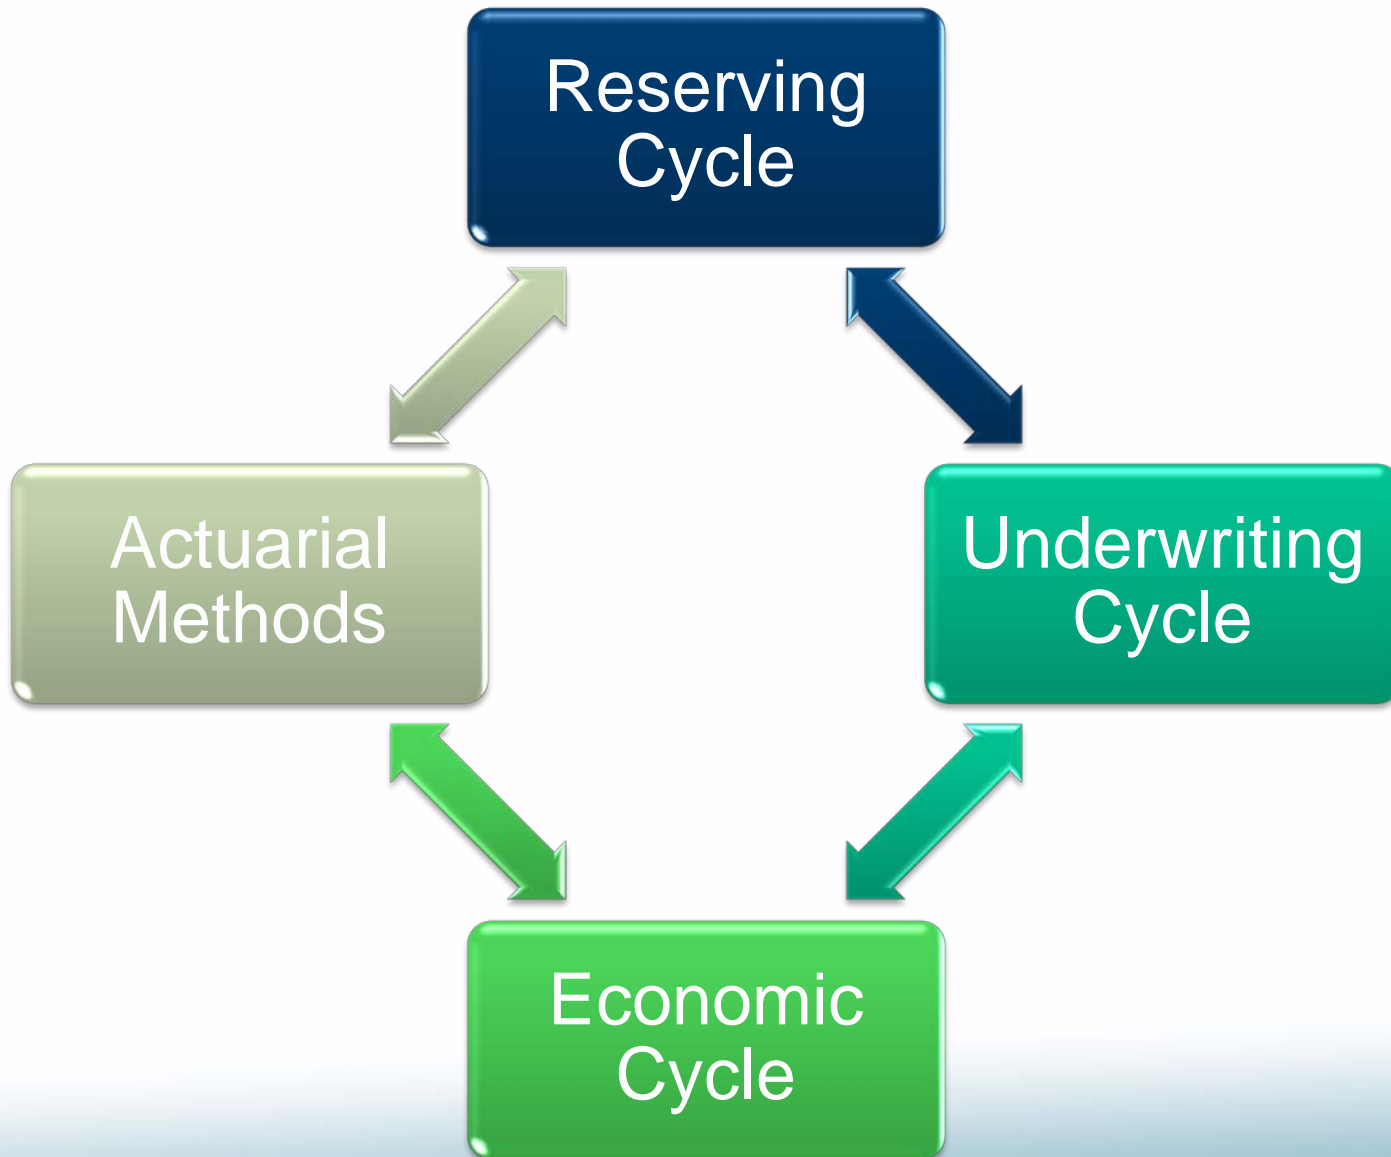 Reserving
Cycle
Actuarial
Methods
Underwriting
Cycle
Economic
Cycle